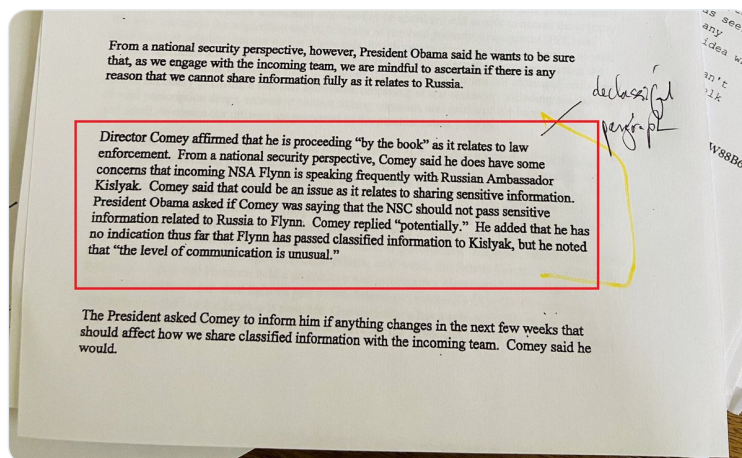 From a national security perspective, however, President Obama said he wants to be sure
that, as we engage with the incoming team, we are mindful to ascertain if there is any
reason that we cannot share information fully as it relates to Russia.
declassified
paragraph
Director Comey affirmed that he is proceeding “by the book” as it relates to law
enforcement. From a national security perspective, Comey said he does have some
concerns that incoming NSA Flynn is speaking frequently with Russian Ambassador
Kislyak. Comey said that could be an issue as it relates to sharing sensitive information.
President Obama asked if Comey was saying that the NSC should not pass sensitive
information related to Russia to Flynn. Comey replied “potentially.” He added that he has
no indication thus far that Flynn has passed classified information to Kislyak, but he noted
that “the level of communication is unusual.”
The President asked Comey to inform him if anything changes in the next few weeks that
should affect how we share classified information with the incoming team. Comey said he
would.
any
idea